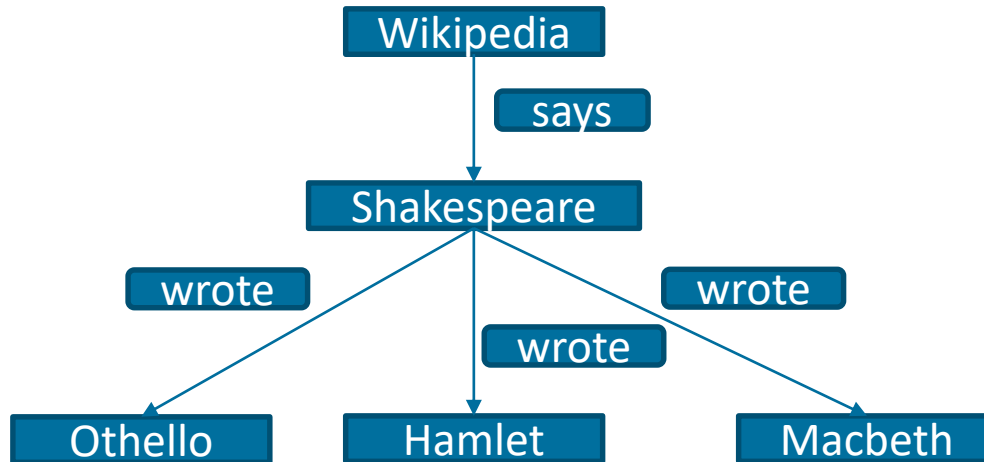 Wikipedia
says
Shakespeare
wrote
wrote
wrote
Othello
Hamlet
Macbeth